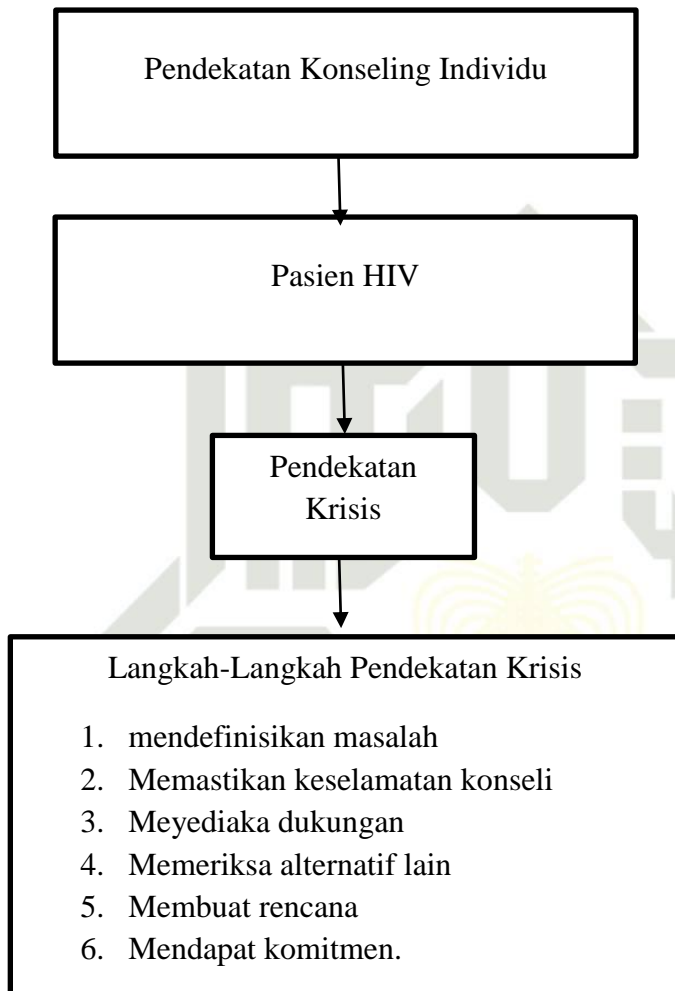 Pendekatan Konseling Individu
Pasien HIV
Pendekatan
Krisis
Langkah-Langkah Pendekatan Krisis
1. mendefinisikan masalah
2. Memastikan keselamatan konseli
3. Meyediaka dukungan
4. Memeriksa alternatif lain
5. Membuat rencana
6. Mendapat komitmen.